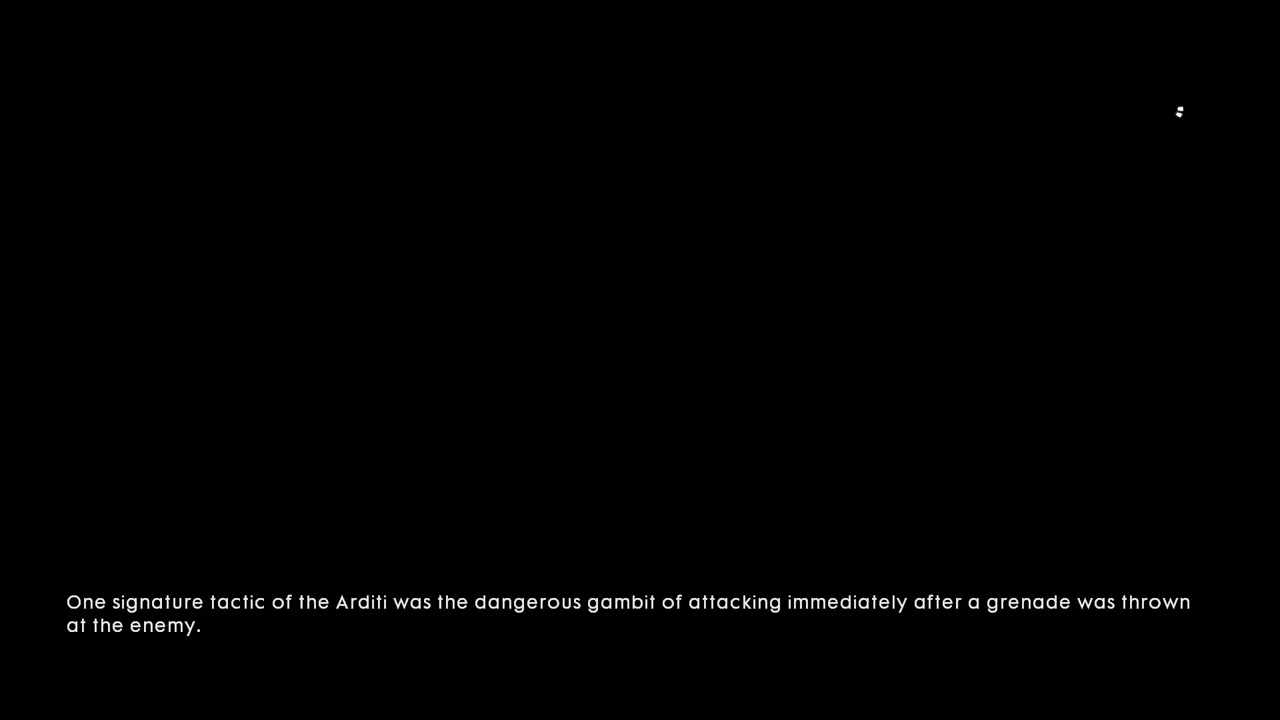 One signature tactic of the Arditi was the dangerous gambit of attacking immediately after a grenade was thrown
at the enemy.